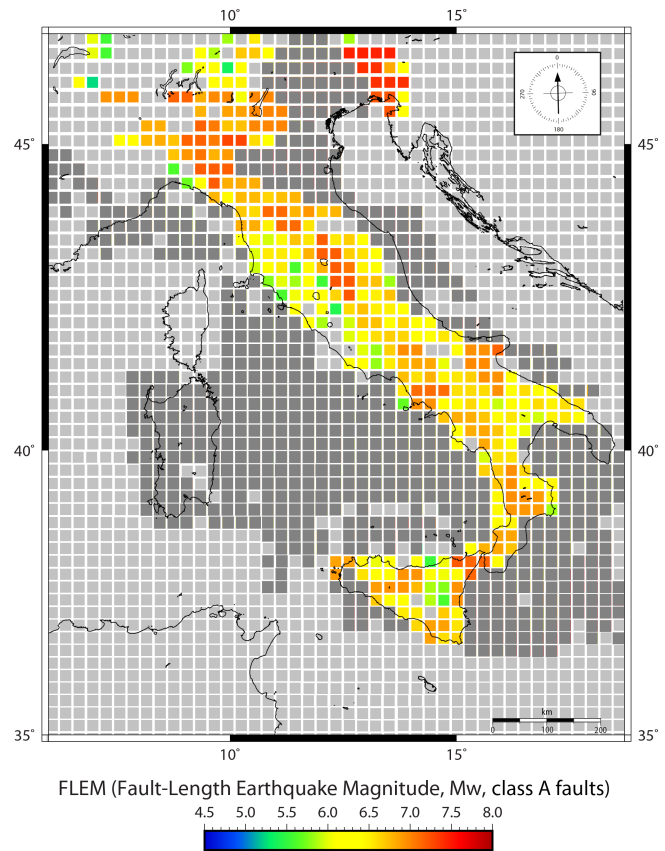 10° 15°
0
270 90
180
45° 45°
40° 40°
km
0 100 200
35° 35°
10° 15°
FLEM (Fault-Length Earthquake Magnitude, Mw, class A faults)
4.5 5.0 5.5 6.0 6.5 7.0 7.5 8.0